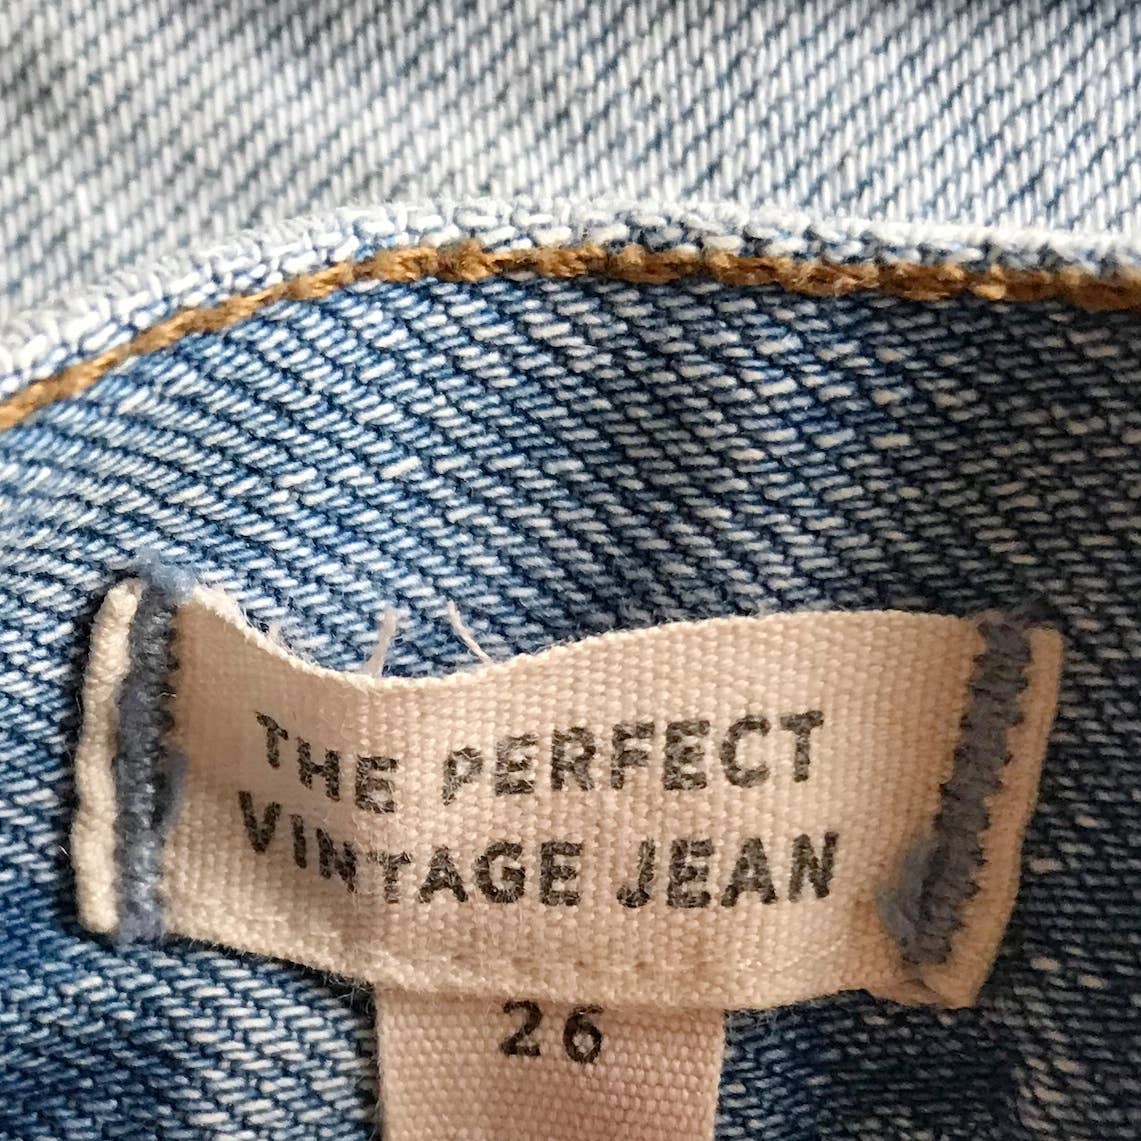 THE PERFECT
VINTAGE JEAN
26